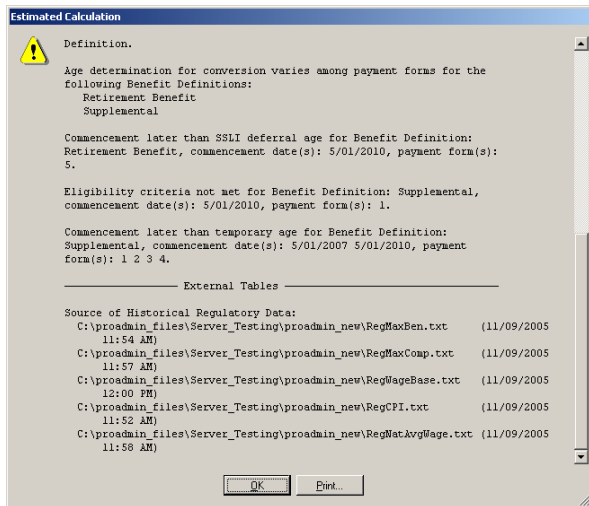 Estimated Calculation
Definition.
Age determination for conversion varies among payment forms for the
following Benefit Definitions:
Retirement Benefit
Supplemental
Commencement later than SSLI deferral age for Benefit Definition:
Retirement Benefit, commencement date(s): 5/01/2010, payment form(s):
5.
Eligibility criteria not met for Benefit Definition: Supplemental,
commencement date(s): 5/01/2010, payment form(s): 1.
Commencement later than temporary age for Benefit Definition:
Supplemental, commencement date(s): 5/01/2007 5/01/2010, payment
form(s): 1 2 3 4.
External Tables
Source of Historical Regulatory Data:
C:\proadmin_files\Server_Testing\proadmin_new\RegMaxBen.txt (11/09/2005
11:54 AM)
C:\proadmin_files\Server_Testing\proadmin_new\RegMaxComp.txt (11/09/2005
11:57 AM)
C:\proadmin_files\Server_Testing\proadmin_new\RegWageBase.txt (11/09/2005
12:00 PM)
C:\proadmin_files\Server_Testing\proadmin_new\RegCPI.txt (11/09/2005
11:52 AM)
C:\proadmin_files\Server_Testing\proadmin_new\RegNatAvgWage.txt (11/09/2005
11:58 AM)
OK Print...